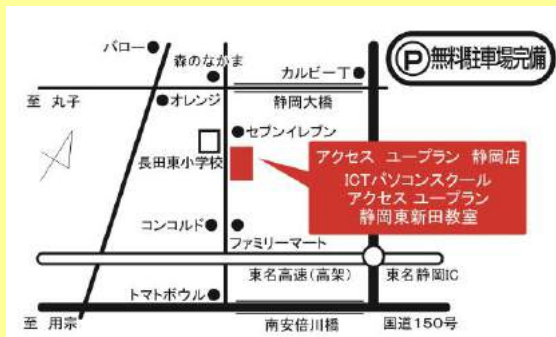 バロー
森のなかま
カルビー丁
Ⓟ無料駐車場完備
至 丸子
オレンジ
静岡大橋
セブンイレブン
長田東小学校
アクセス ユープラン 静岡店
ICTパソコンスクール
アクセス ユープラン
静岡東新田教室
コンコルド
ファミリーマート
東名高速(高架)
東名静岡IC
トマトボウル
至 用宗
南安倍川橋
国道150号